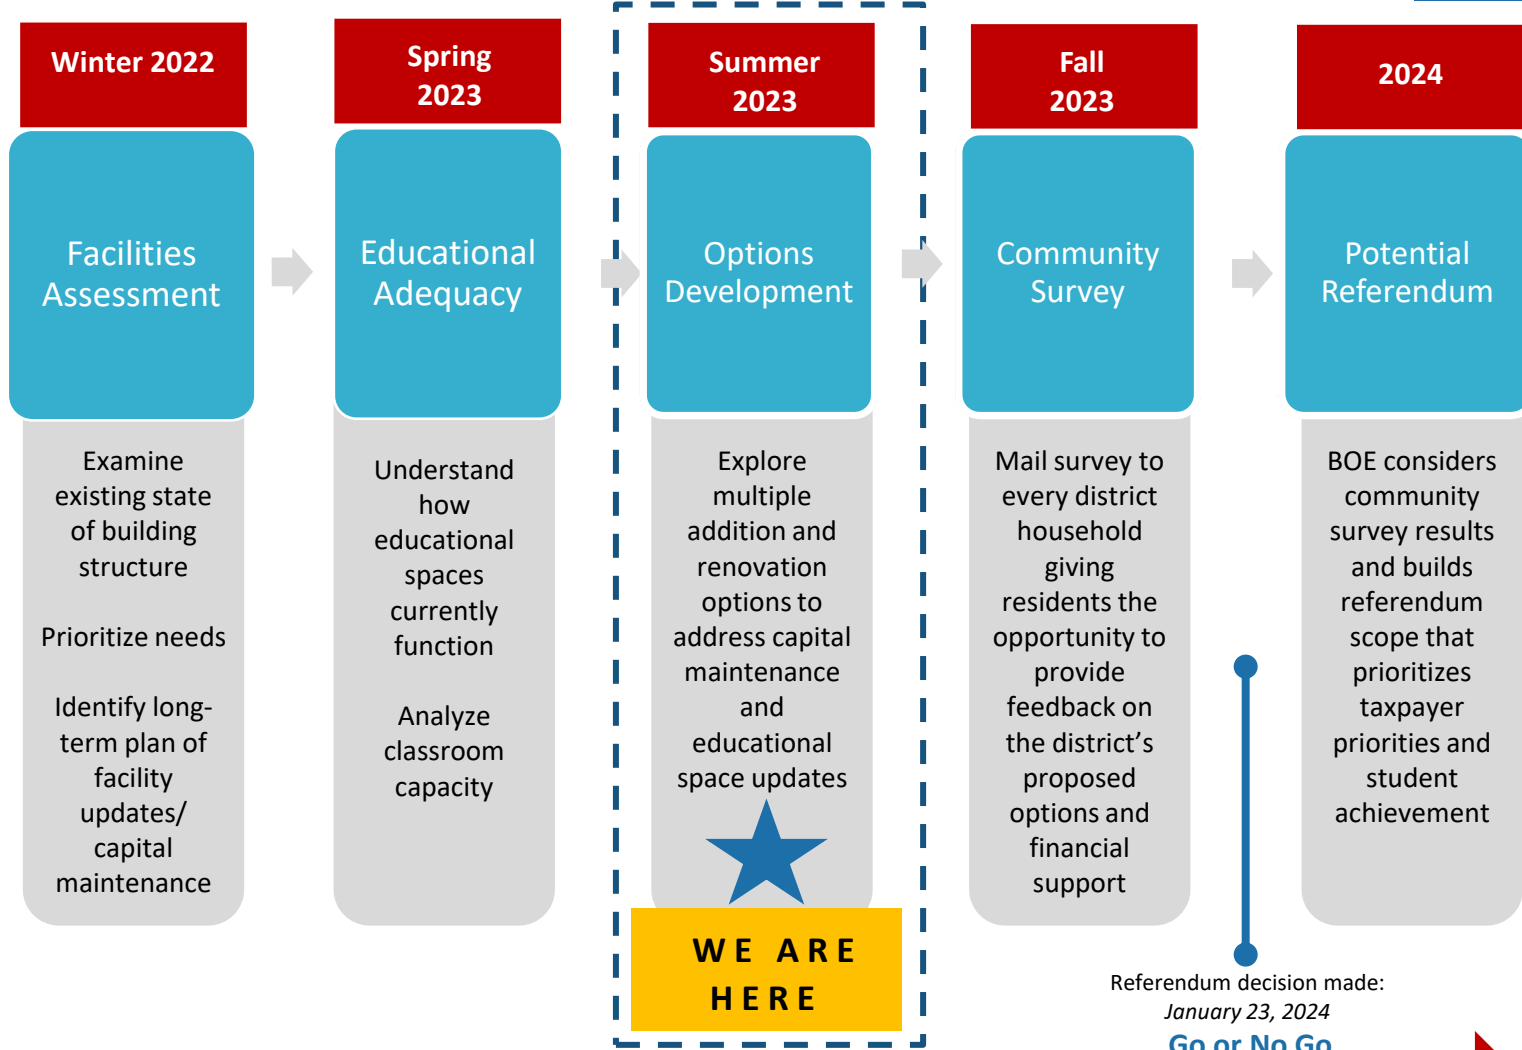 Winter 2022
Spring
2023
Summer
2023
Fall
2023
2024
Facilities
Assessment
Educational
Adequacy
Options
Development
Community
Survey
Potential
Referendum
Examine
existing state
of building
structure
Prioritize needs
Identify long-
term plan of
facility
updates/
capital
maintenance
Understand
how
educational
spaces
currently
function
Analyze
classroom
capacity
Explore
multiple
addition and
renovation
options to
address capital
maintenance
and
educational
space updates
WE ARE
HERE
Mail survey to
every district
household
giving
residents the
opportunity to
provide
feedback on
the district’s
proposed
options and
financial
support
BOE considers
community
survey results
and builds
referendum
scope that
prioritizes
taxpayer
priorities and
student
achievement
Referendum decision made:
January 23, 2024
Go or No Go